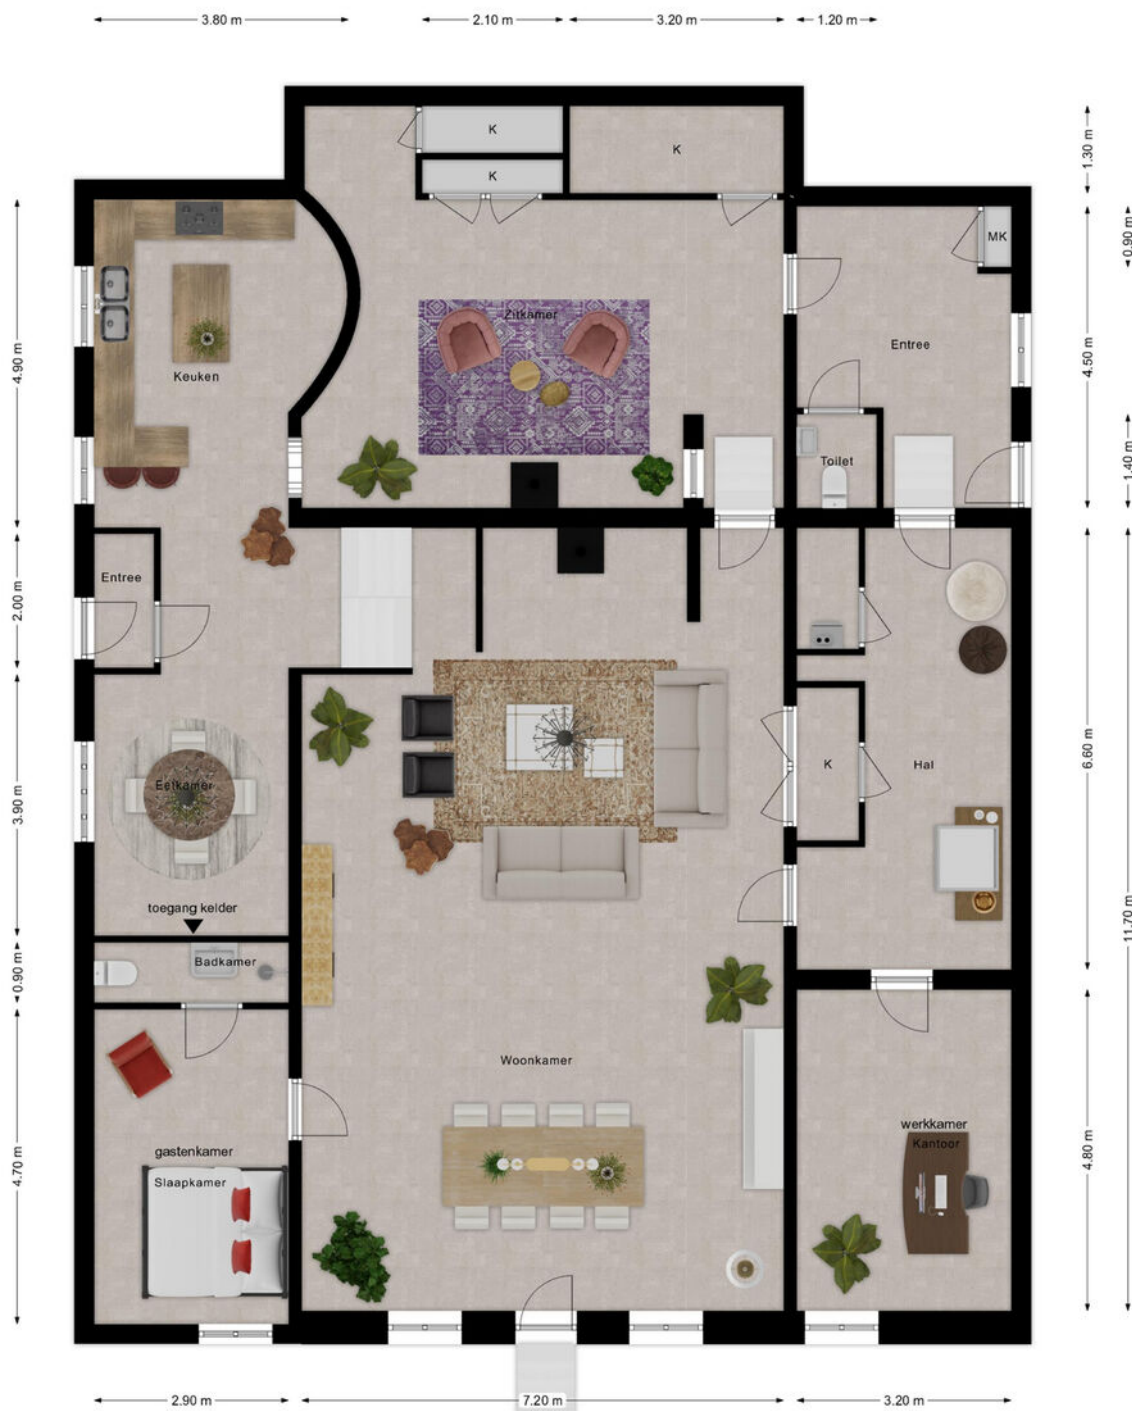 3.80 m
2.10 m
3.20 m
1.20 m
K
K
K
1.30 m
MK
0.90 m
Zitkamer
Entree
4.50 m
4.90 m
Keuken
1.40 m
Toilet
Entree
2.00 m
6.60 m
K
Hal
Eetkamer
3.90 m
toegang kelder
11.70 m
Badkamer
0.90 m
Woonkamer
werkkamer
Kantoor
gastenkamer
Slaapkamer
4.70 m
4.80 m
2.90 m
7.20 m
3.20 m